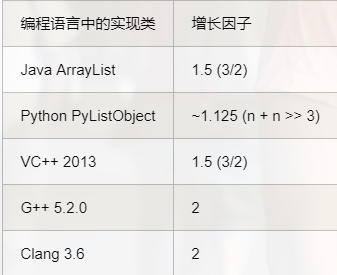 编程语言中的实现类 增长因子
Java ArrayList 1.5 (3/2)
Python PyListObject ~1.125 (n + n >> 3)
VC++ 2013 1.5 (3/2)
G++ 5.2.0 2
Clang 3.6 2